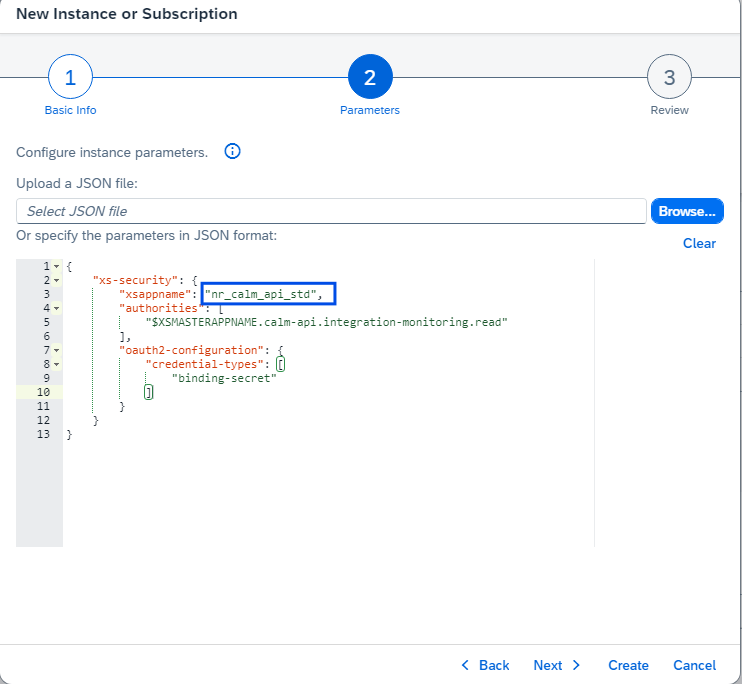 New Instance or Subscription
1
2
3
Basic Info
Parameters
Review
Configure instance parameters.
Upload a JSON file:
Select JSON file
Browse...
Or specify the parameters in JSON format:
Clear
1 {
2 "xs-security": {
3 "xsappname": "nr_calm_api_std",
4 "authorities": [
5 "$XSMASTERAPPNAME.calm-api.integration-monitoring.read"
6 ],
7 "oauth2-configuration": {
8 "credential-types": [
9 "binding-secret"
10 ]
11 }
12 }
13 }
Back
Next
Create
Cancel